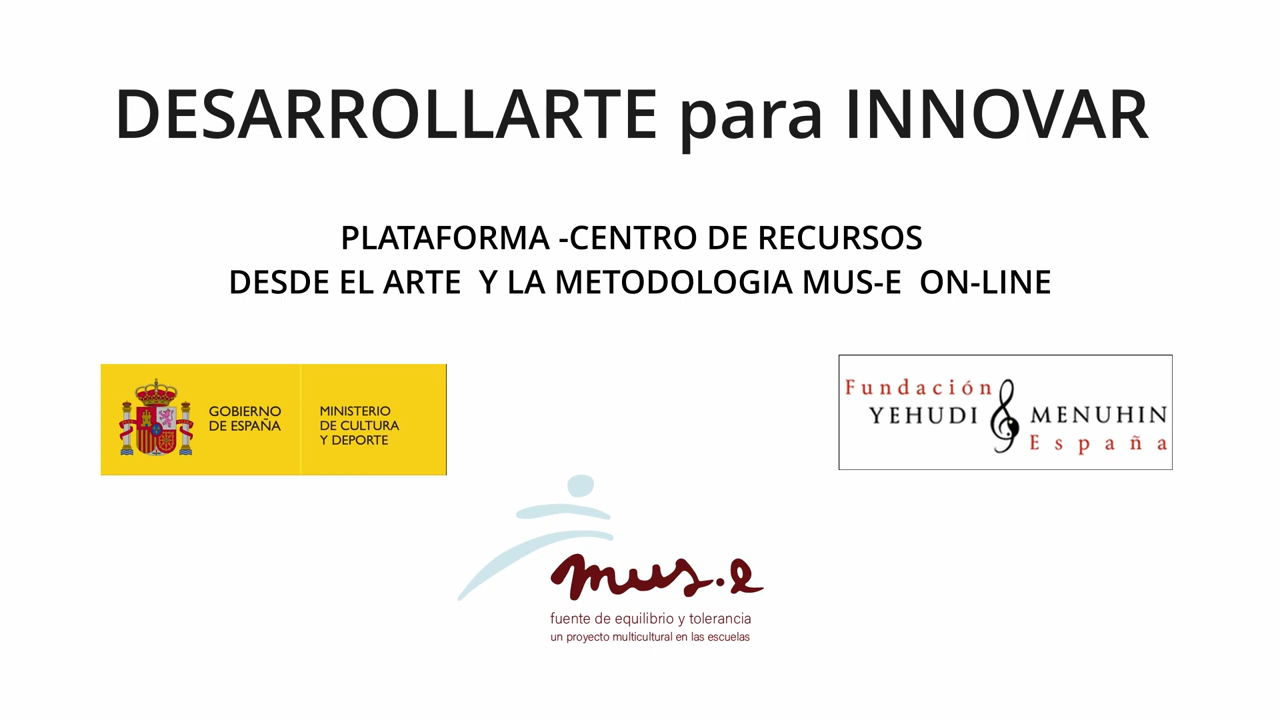 DESARROLLARTE para INNOVAR
PLATAFORMA -CENTRO DE RECURSOS
DESDE EL ARTE  Y LA METODOLOGIA MUS-E  ON-LINE
GOBIERNO
DE ESPAÑA
MINISTERIO
DE CULTURA
Y DEPORTE
Fundación
YEHUDI MENUHIN
España
mus.e
fuente de equilibrio y tolerancia
un proyecto multicultural en las escuelas